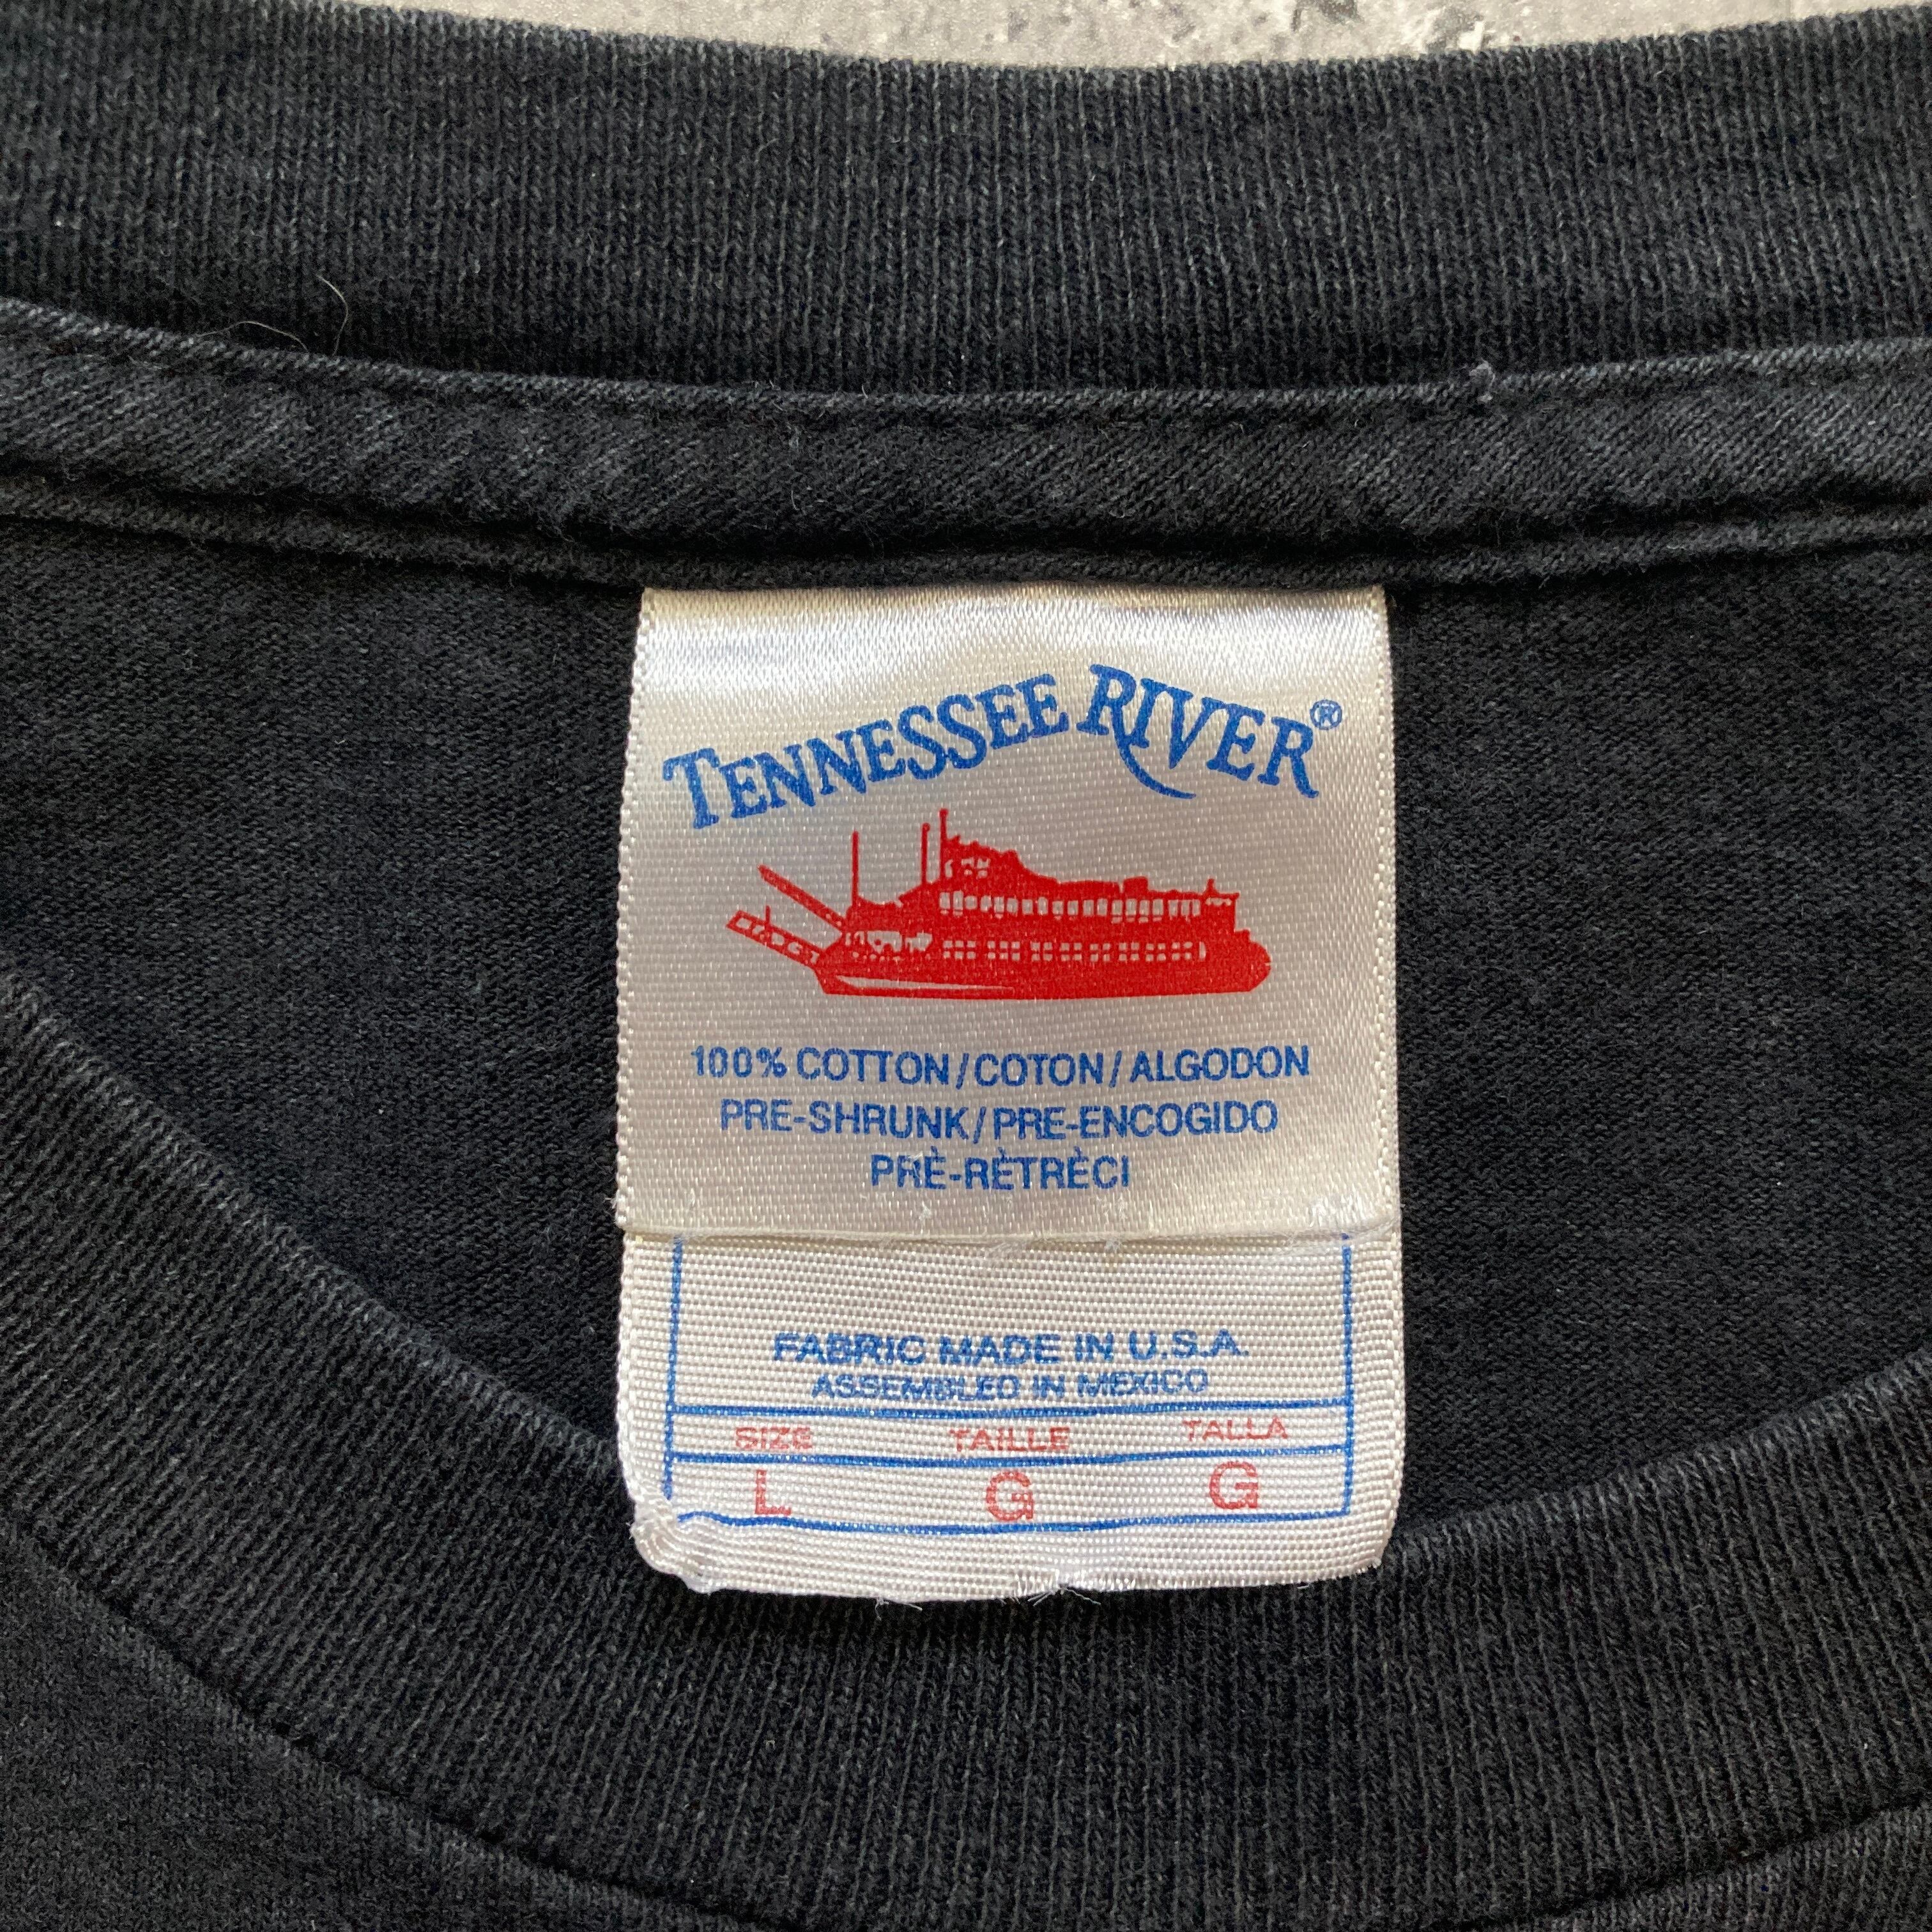 TENNESSEE RIVER®
100% COTTON/COTON/ALGODON
PRE-SHRUNK/PRE-ENCOGIDO
PRÈ-RÈTRÈCI
FABRIC MADE IN U.S.A.
ASSEMBLED IN MEXICO
SIZE TAILLE TALLA
L G G